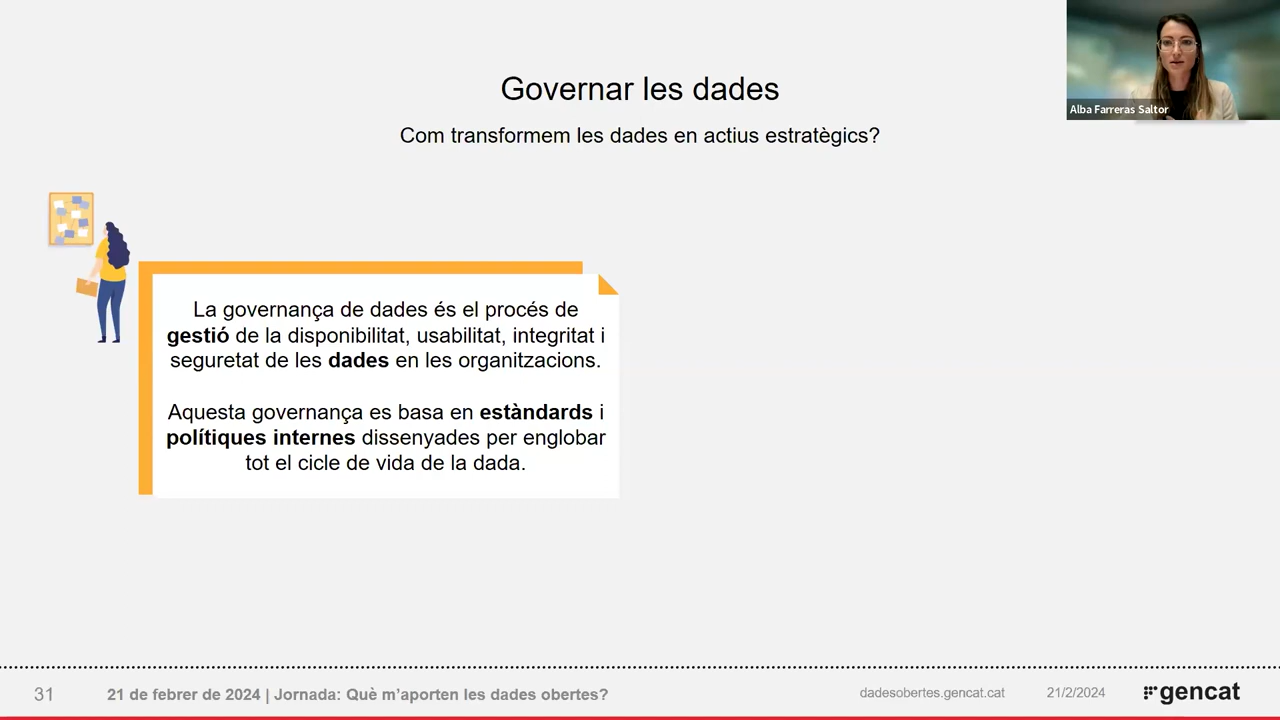 Governar les dades
Com transformem les dades en actius estratègics?
Alba Farreras Saltor
La governança de dades és el procés de
gestió de la disponibilitat, usabilitat, integritat i
seguretat de les dades en les organitzacions.
Aquesta governança es basa en estàndards i
polítiques internes dissenyades per englobar
tot el cicle de vida de la dada.
31
21 de febrer de 2024 | Jornada: Què m’aporten les dades obertes?
dadesobertes.gencat.cat
21/2/2024
gencat